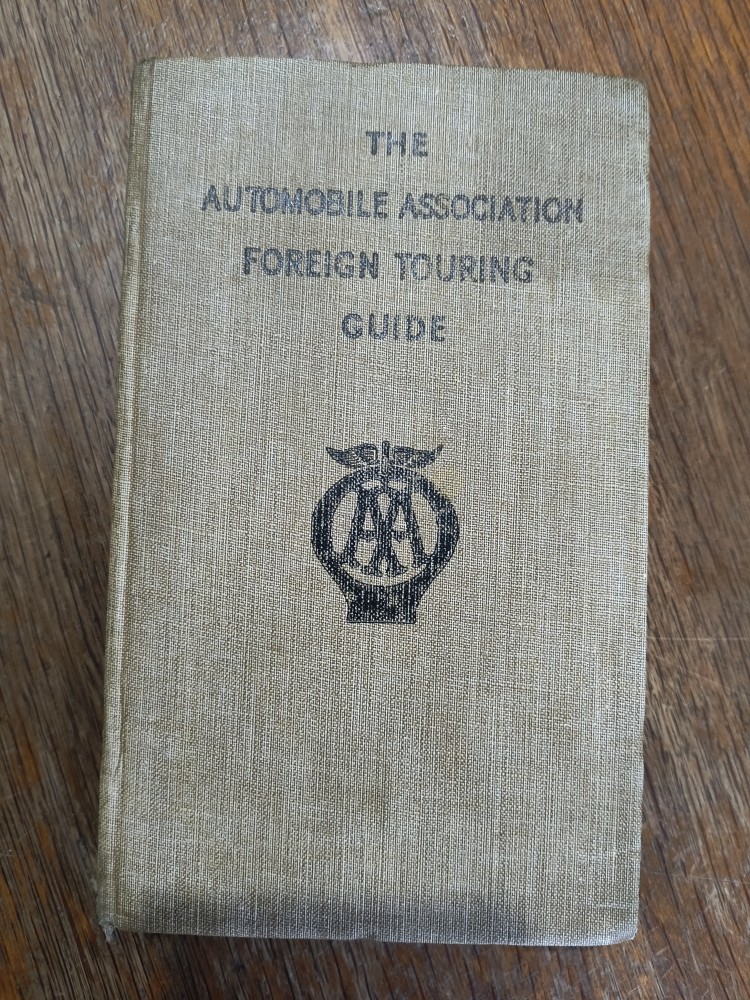 THE
AUTOMOBILE ASSOCIATION
FOREIGN TOURING
GUIDE
AA